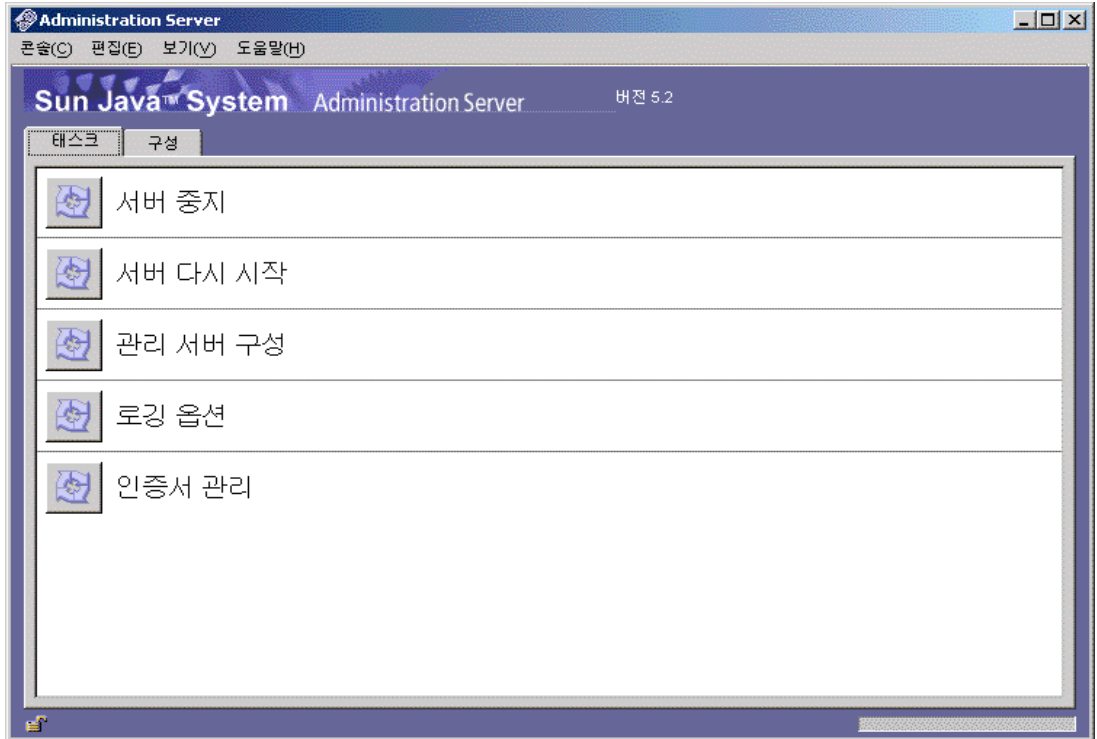 Administration Server
콘솔(C) 편집(E) 보기(V) 도움말(H)
Sun Java™ System Administration Server 버전 5.2
태스크 구성
서버 중지
서버 다시 시작
관리 서버 구성
로깅 옵션
인증서 관리